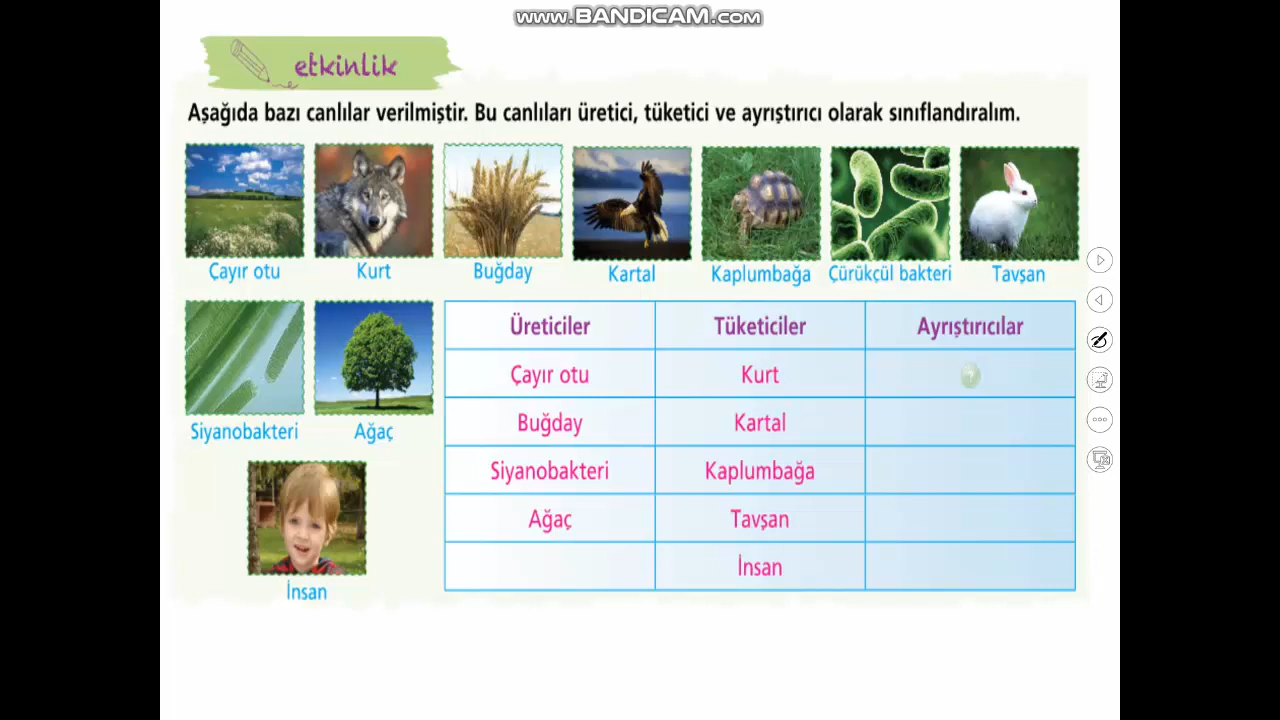 www.BANDICAM.com
etkinlik
Aşağıda bazı canlılar verilmiştir. Bu canlıları üretici, tüketici ve ayrıştırıcı olarak sınıflandıralım.
Çayır otu
Kurt
Buğday
Kartal
Kaplumbağa
Çürükçül bakteri
Tavşan
Siyanobakteri
Ağaç
İnsan
Üreticiler Tüketiciler Ayrıştırıcılar
Çayır otu Kurt ?
Buğday Kartal
Siyanobakteri Kaplumbağa
Ağaç Tavşan
İnsan